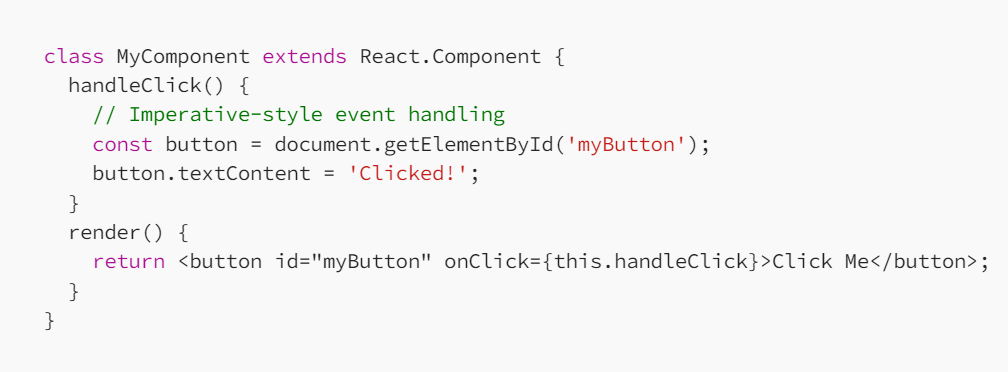 class MyComponent extends React.Component {
  handleClick() {
    // Imperative-style event handling
    const button = document.getElementById('myButton');
    button.textContent = 'Clicked!';
  }
  render() {
    return <button id="myButton" onClick={this.handleClick}>Click Me</button>;
  }
}